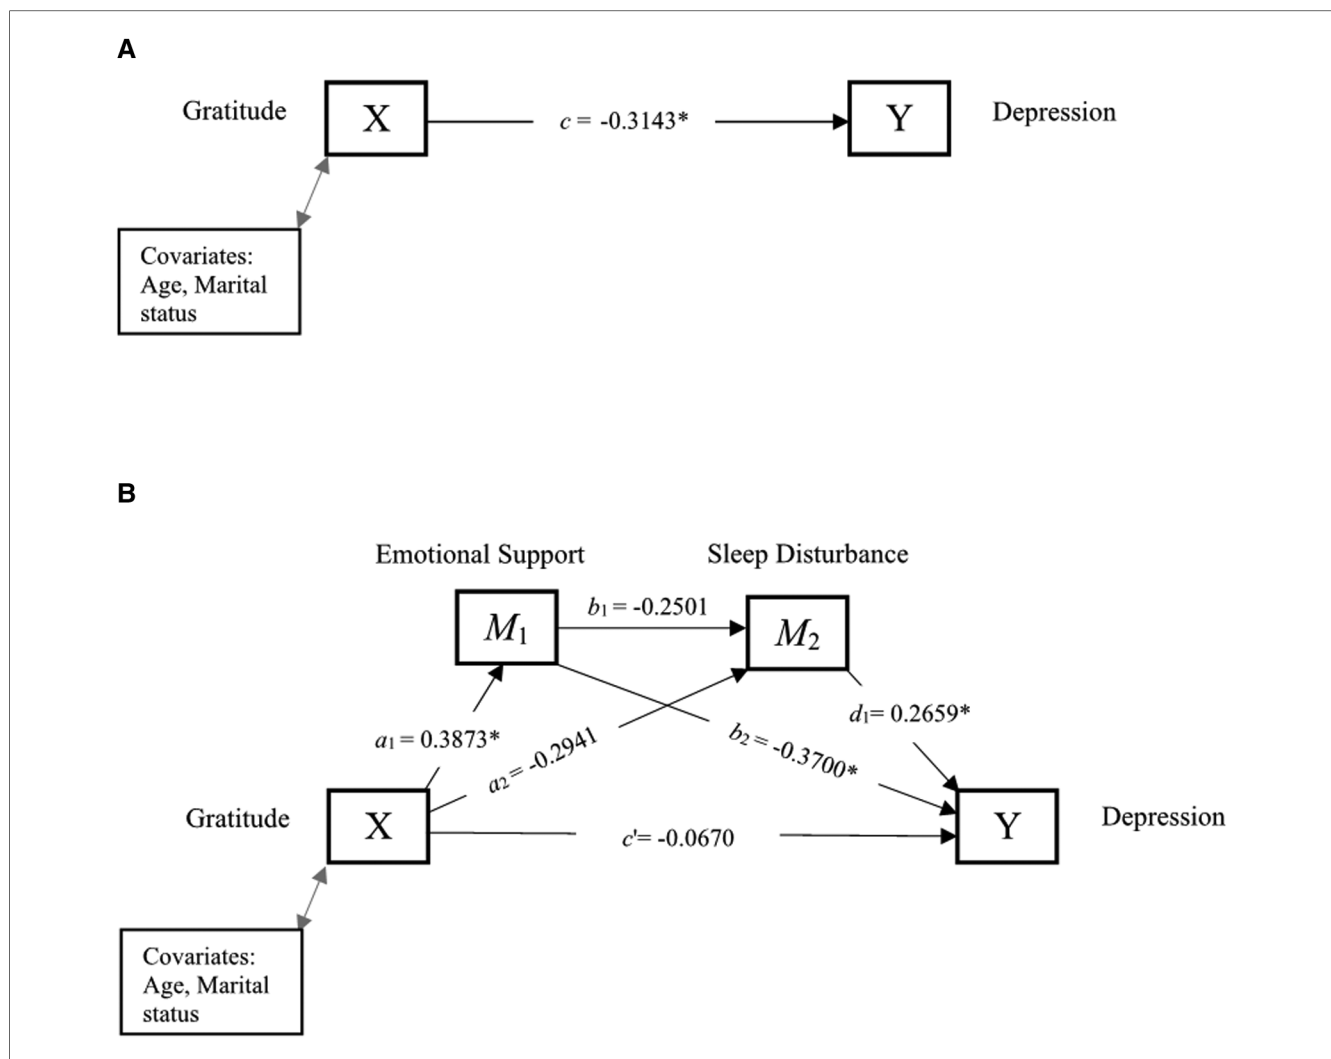 A
Gratitude
X
c = -0.3143*
Y
Depression
Covariates:
Age, Marital
status
B
Emotional Support
Sleep Disturbance
M1
b1 = -0.2501
M2
a1 = 0.3873*
a2 = -0.2941
b2 = -0.3700*
d1= 0.2659*
Gratitude
X
c'= -0.0670
Y
Depression
Covariates:
Age, Marital
status